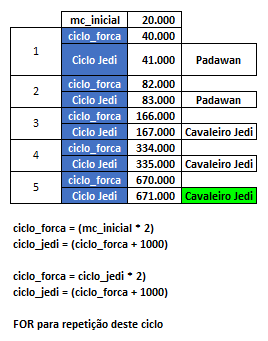 mc_inicial 20.000
ciclo_forca 40.000
1 Ciclo Jedi 41.000 Padawan
ciclo_forca 82.000
2 Ciclo Jedi 83.000 Padawan
ciclo_forca 166.000
3 Ciclo Jedi 167.000 Cavaleiro Jedi
ciclo_forca 334.000
4 Ciclo Jedi 335.000 Cavaleiro Jedi
ciclo_forca 670.000
5 Ciclo Jedi 671.000 Cavaleiro Jedi
ciclo_forca = (mc_inicial * 2)
ciclo_jedi = (ciclo_forca + 1000)
ciclo_forca = ciclo_jedi * 2)
ciclo_jedi = (ciclo_forca + 1000)
FOR para repetição deste ciclo